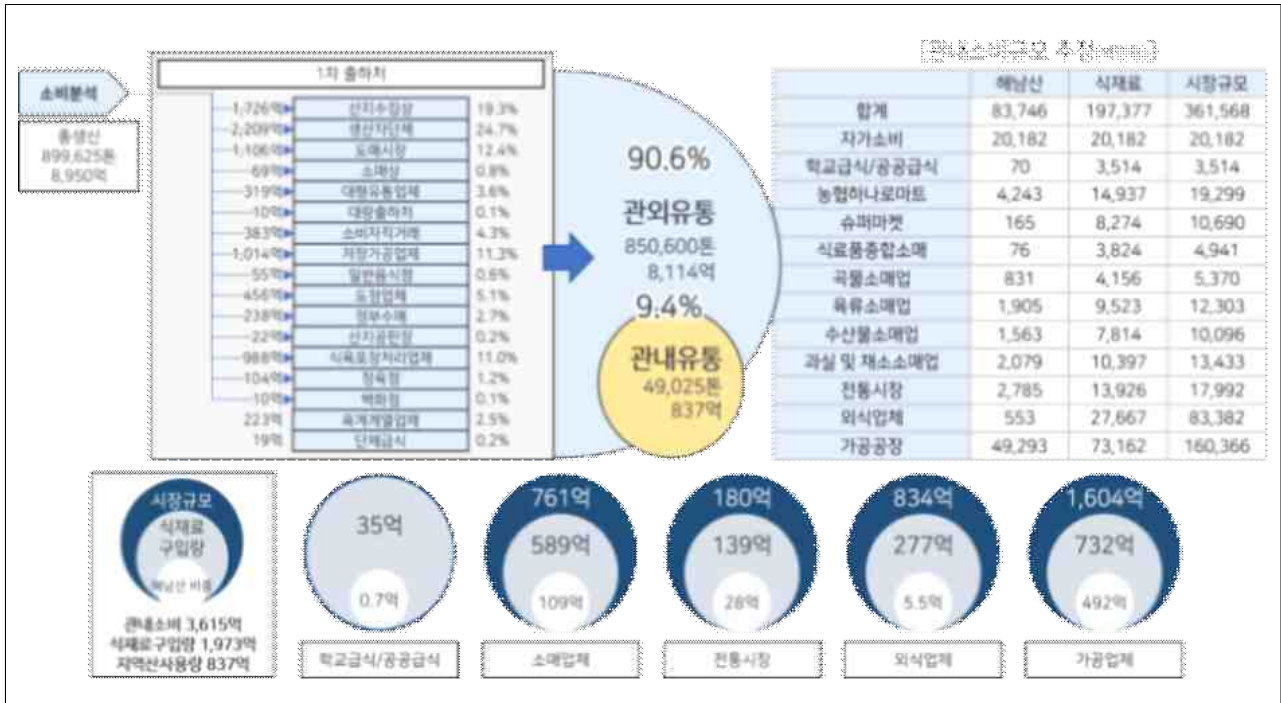 [관내소비규모 추정(백만원)]
소비분석
총생산
899,625톤
8,950억
1차 출하처
1,726억 산지수집상 19.3%
2,209억 생산자단체 24.7%
1,106억 도매시장 12.4%
69억 소매상 0.8%
319억 대형유통업체 3.6%
10억 대량출하처 0.1%
383억 소비자직거래 4.3%
1,014억 저장가공업체 11.3%
55억 일반음식점 0.6%
456억 도정업체 5.1%
238억 정부수매 2.7%
22억 산지공판장 0.2%
988억 식육포장처리업체 11.0%
104억 정육점 1.2%
10억 백화점 0.1%
223억 육계계열업체 2.5%
19억 단체급식 0.2%
90.6%
관외유통
850,600톤
8,114억
9.4%
관내유통
49,025톤
837억
해남산 식재료 시장규모
합계 83,746 197,377 361,568
자가소비 20,182 20,182 20,182
학교급식/공공급식 70 3,514 3,514
농협하나로마트 4,243 14,937 19,299
슈퍼마켓 165 8,274 10,690
식료품종합소매 76 3,824 4,941
곡물소매업 831 4,156 5,370
육류소매업 1,905 9,523 12,303
수산물소매업 1,563 7,814 10,096
과실 및 채소소매업 2,079 10,397 13,433
전통시장 2,785 13,926 17,992
외식업체 553 27,667 83,382
가공공장 49,293 73,162 160,366
시장규모
식재료
구입량
해남산 비중
관내소비 3,615억
식재료구입량 1,973억
지역산사용량 837억
35억
0.7억
학교급식/공공급식
761억
589억
109억
소매업체
180억
139억
28억
전통시장
834억
277억
5.5억
외식업체
1,604억
732억
492억
가공업체